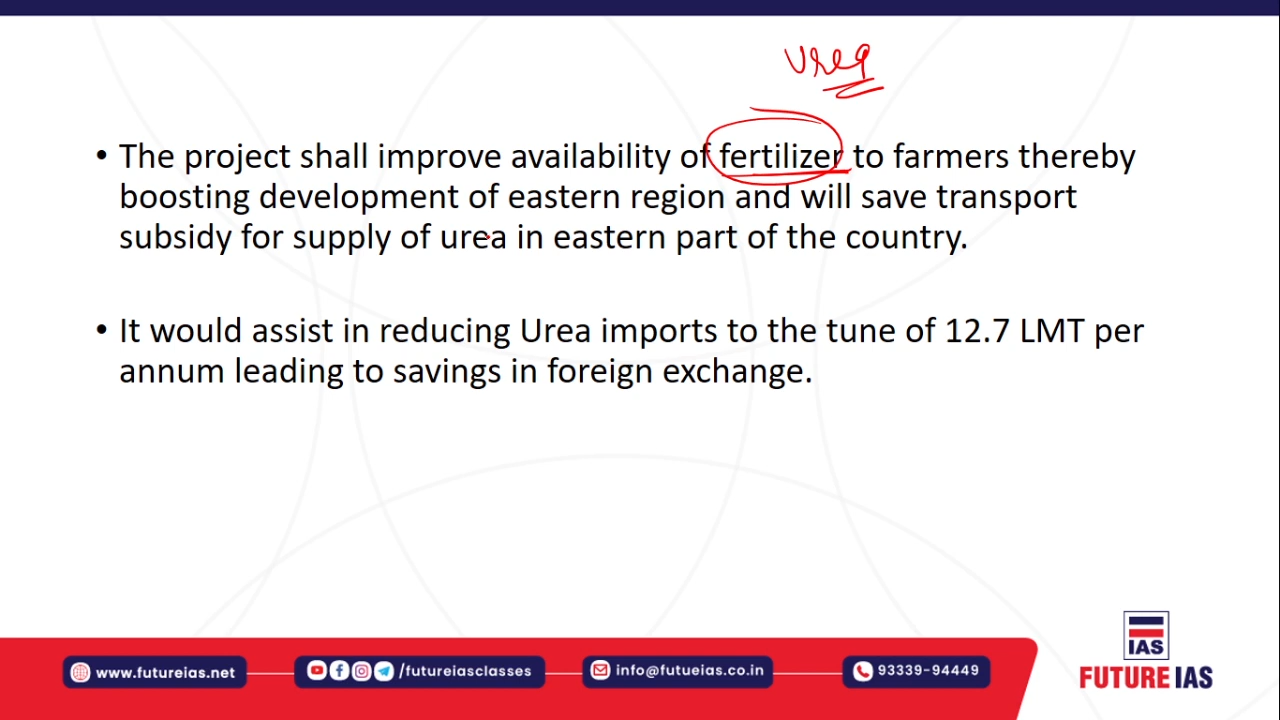 Urea
• The project shall improve availability of fertilizer to farmers thereby
boosting development of eastern region and will save transport
subsidy for supply of urea in eastern part of the country.
• It would assist in reducing Urea imports to the tune of 12.7 LMT per
annum leading to savings in foreign exchange.
IAS
www.futureias.net /futureiasclasses info@futueias.co.in 93339-94449 FUTURE IAS